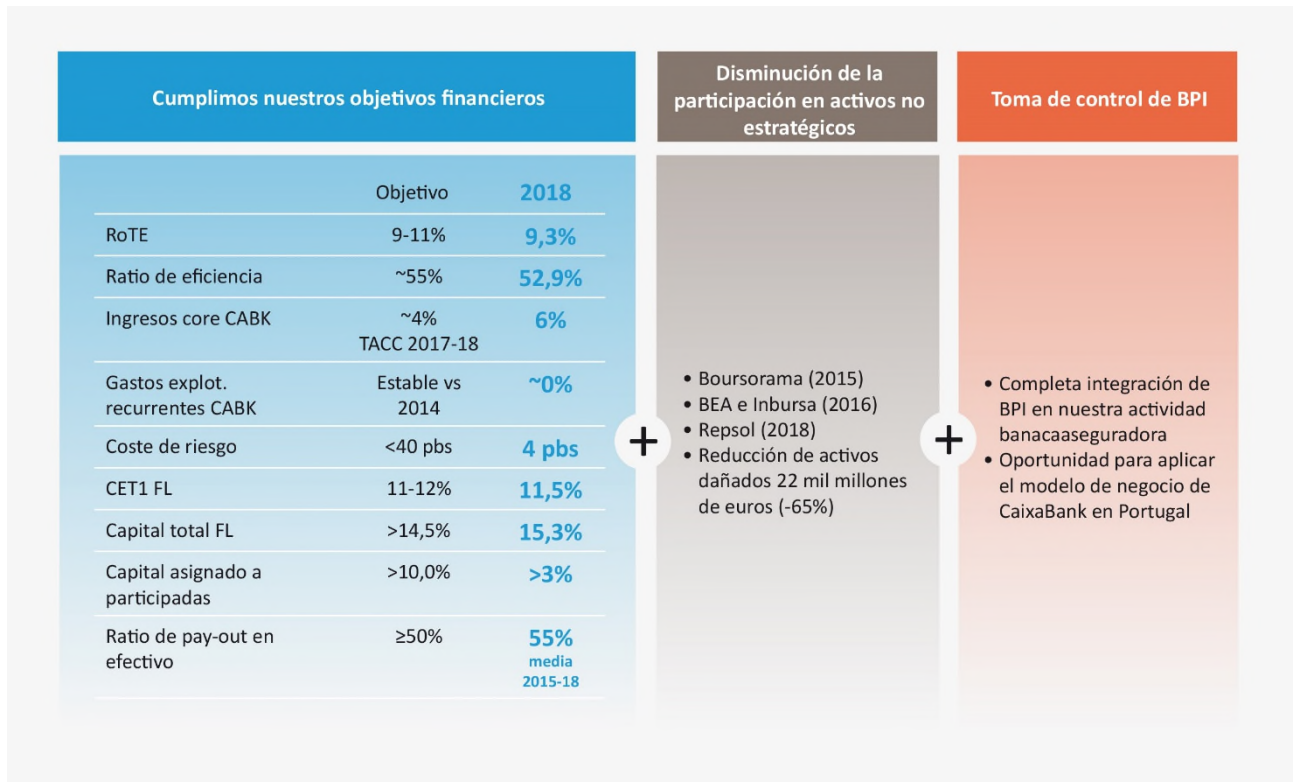 Cumplimos nuestros objetivos financieros
Objetivo 2018
RoTE 9-11% 9,3%
Ratio de eficiencia ~55% 52,9%
Ingresos core CABK ~4% 6%
TACC 2017-18
Gastos explot. Estable vs ~0%
recurrentes CABK 2014
Coste de riesgo <40 pbs 4 pbs
CET1 FL 11-12% 11,5%
Capital total FL >14,5% 15,3%
Capital asignado a >10,0% >3%
participadas
Ratio de pay-out en ≥50% 55%
efectivo media
2015-18
+
Disminución de la
participación en activos no
estratégicos
• Boursorama (2015)
• BEA e Inbursa (2016)
• Repsol (2018)
• Reducción de activos
dañados 22 mil millones
de euros (-65%)
+
Toma de control de BPI
• Completa integración de
BPI en nuestra actividad
banacaaseguradora
• Oportunidad para aplicar
el modelo de negocio de
CaixaBank en Portugal